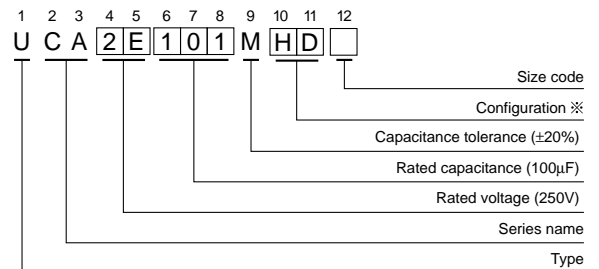 1 2 3 4 5 6 7 8 9 10 11 12
U C A 2 E 1 0 1 M H D
Size code
Configuration ※
Capacitance tolerance (±20%)
Rated capacitance (100µF)
Rated voltage (250V)
Series name
Type